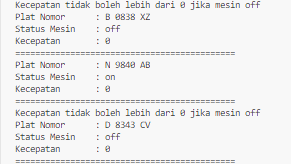 Kecepatan tidak boleh lebih dari 0 jika mesin off
Plat Nomor : B 0838 XZ
Status Mesin : off
Kecepatan : 0
==========================================
Plat Nomor : N 9840 AB
Status Mesin : on
Kecepatan : 0
==========================================
Kecepatan tidak boleh lebih dari 0 jika mesin off
Plat Nomor : D 8343 CV
Status Mesin : off
Kecepatan : 0
==========================================